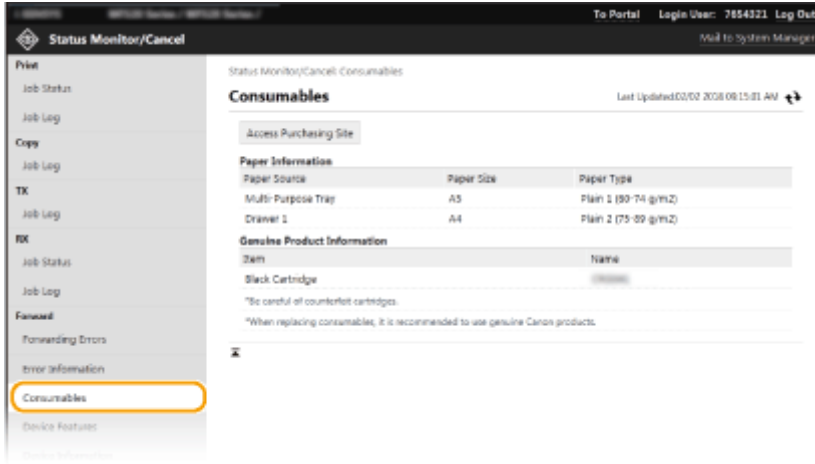 To Portal Login User: 7654321 Log Out
Status Monitor/Cancel
Mail to System Manager
Print
Job Status
Job Log
Copy
Job Log
TX
Job Log
RX
Job Status
Job Log
Forward
Forwarding Errors
Error Information
Consumables
Device Features
Status Monitor/Cancel: Consumables
Consumables
Last Updated:02/02 2018 09:15:01 AM
Access Purchasing Site
Paper Information
Paper Source Paper Size Paper Type
Multi-Purpose Tray A5 Plain 1 (60-74 g/m2)
Drawer 1 A4 Plain 2 (75-89 g/m2)
Genuine Product Information
Item Name
Black Cartridge
*Be careful of counterfeit cartridges.
*When replacing consumables, it is recommended to use genuine Canon products.